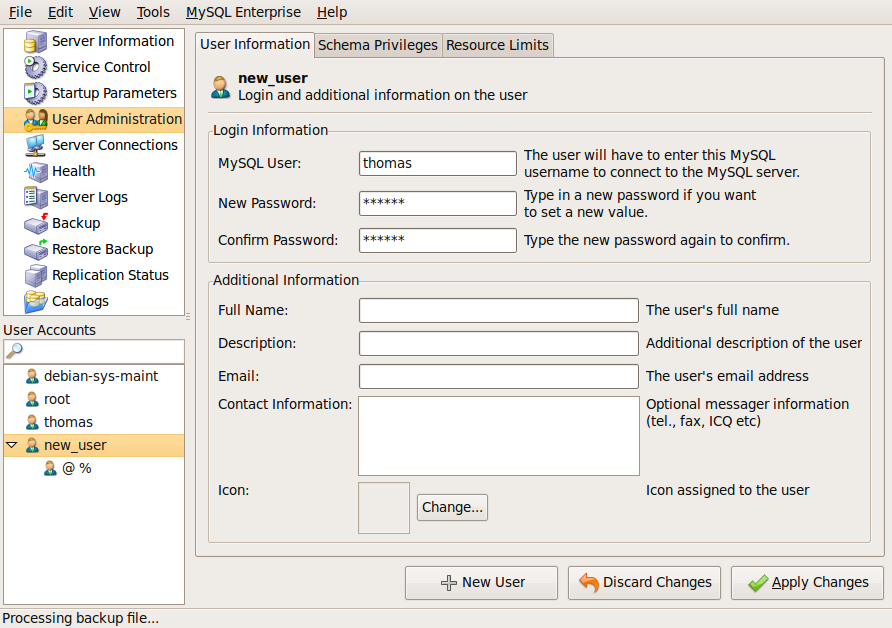 File Edit View Tools MySQL Enterprise Help
Server Information
Service Control
Startup Parameters
User Administration
Server Connections
Health
Server Logs
Backup
Restore Backup
Replication Status
Catalogs
User Accounts
debian-sys-maint
root
thomas
new_user
@ %
User Information Schema Privileges Resource Limits
new_user
Login and additional information on the user
Login Information
MySQL User: thomas The user will have to enter this MySQL
username to connect to the MySQL server.
New Password: ****** Type in a new password if you want
to set a new value.
Confirm Password: ****** Type the new password again to confirm.
Additional Information
Full Name: The user's full name
Description: Additional description of the user
Email: The user's email address
Contact Information: Optional messager information
(tel., fax, ICQ etc)
Icon: Change... Icon assigned to the user
New User Discard Changes Apply Changes
Processing backup file...